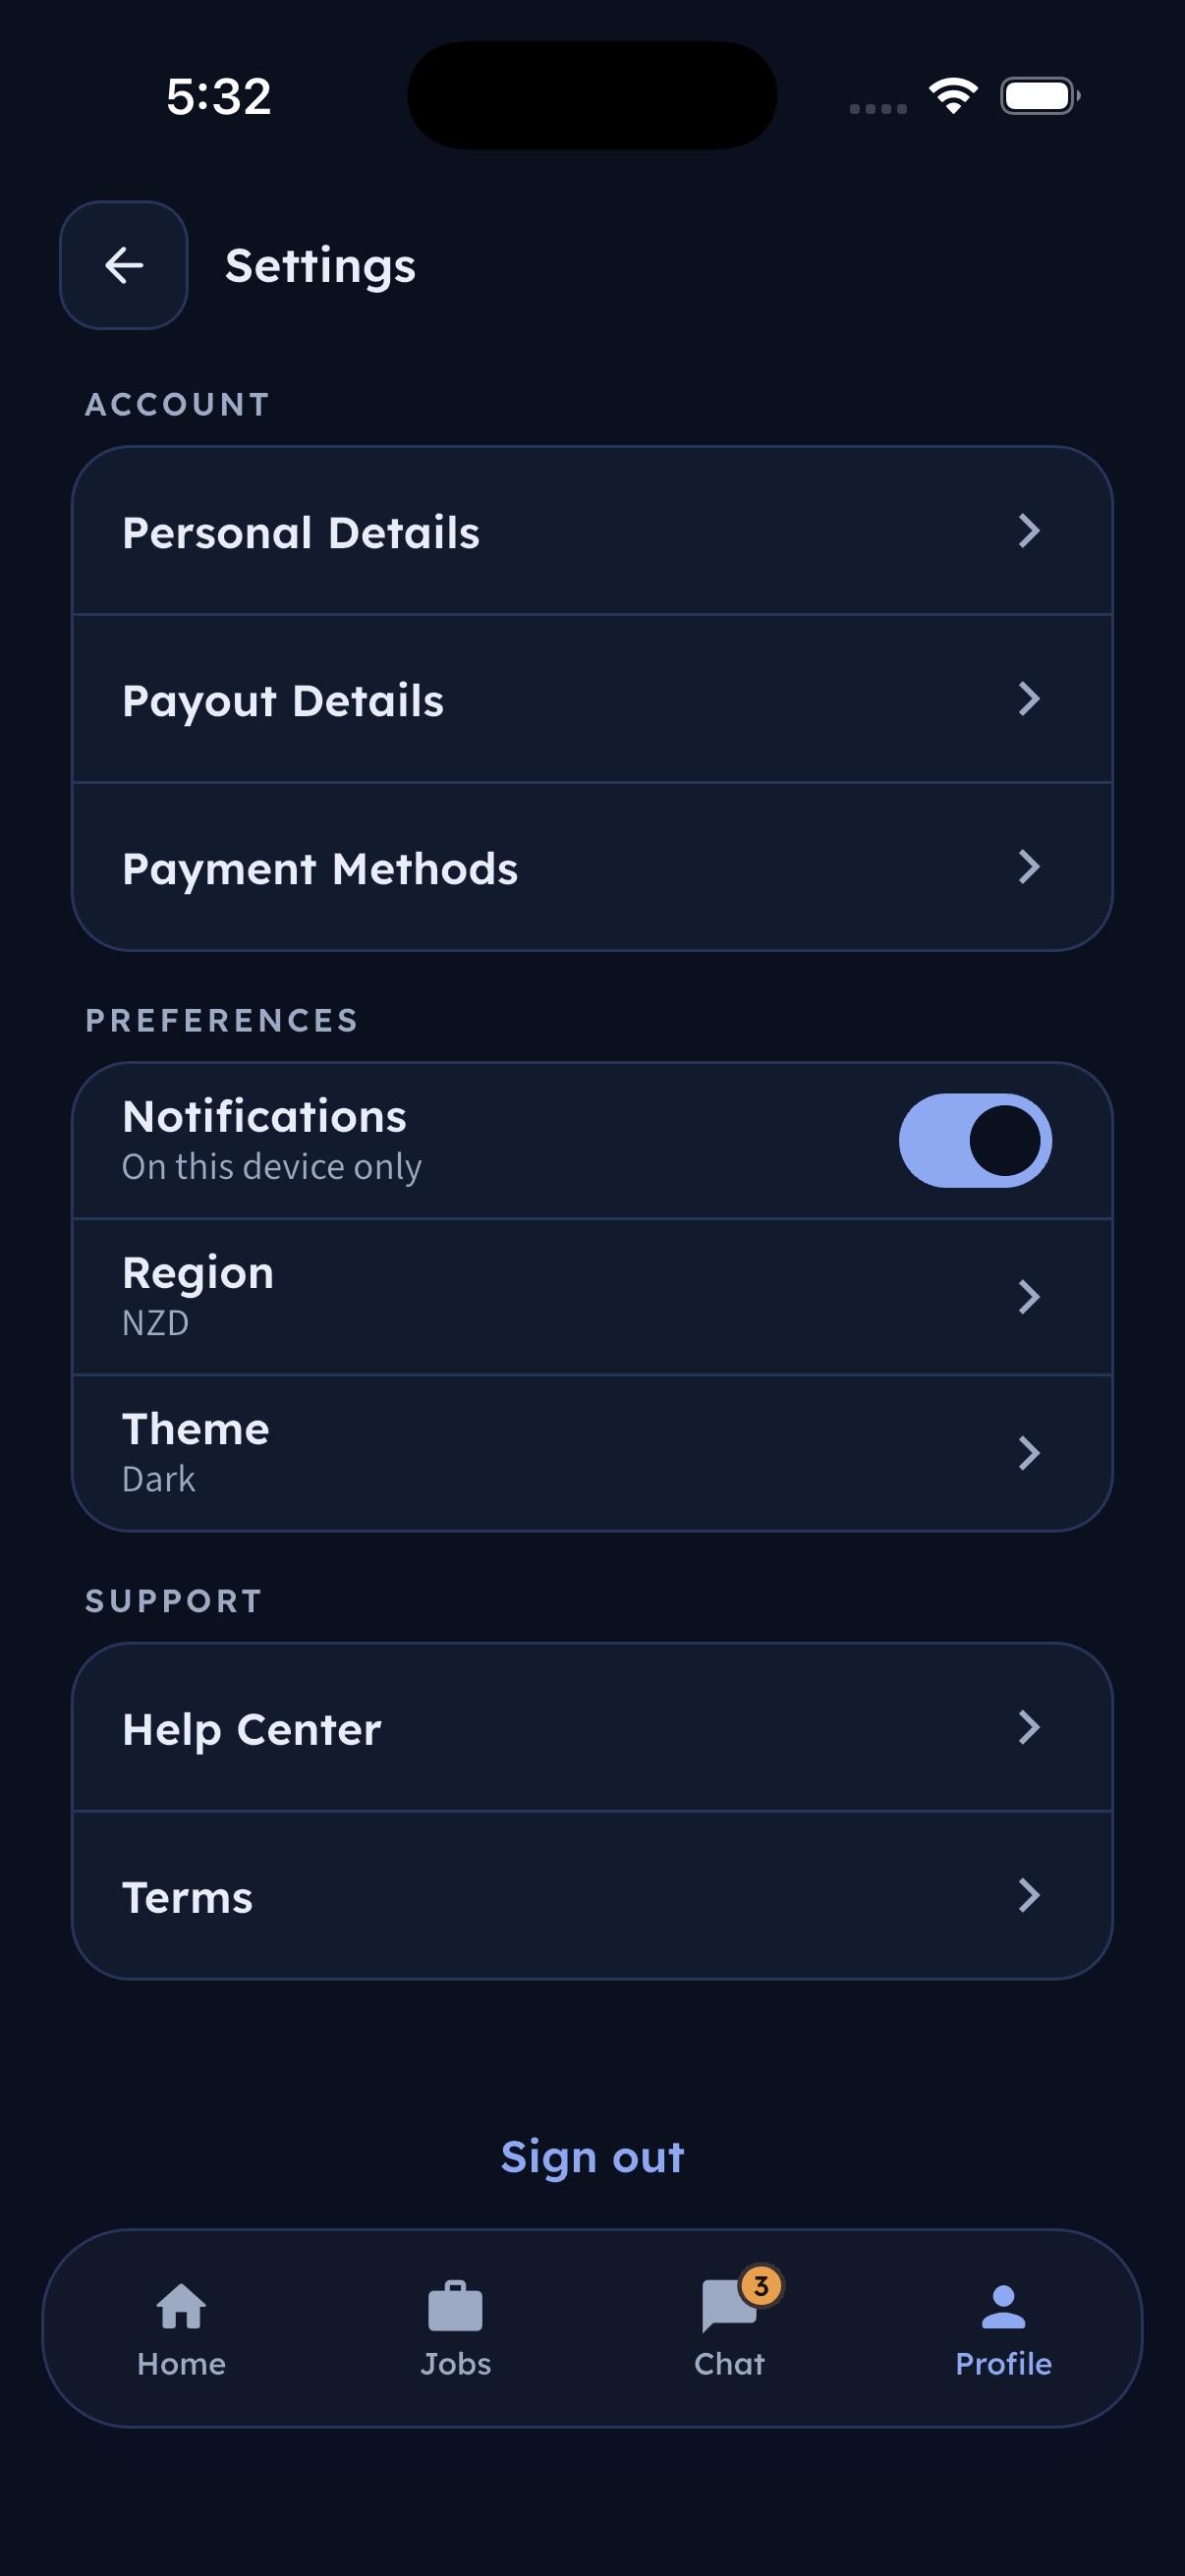 5:32
Settings
ACCOUNT
Personal Details
Payout Details
Payment Methods
PREFERENCES
Notifications
On this device only
Region
NZD
Theme
Dark
SUPPORT
Help Center
Terms
Sign out
3
Home Jobs Chat Profile